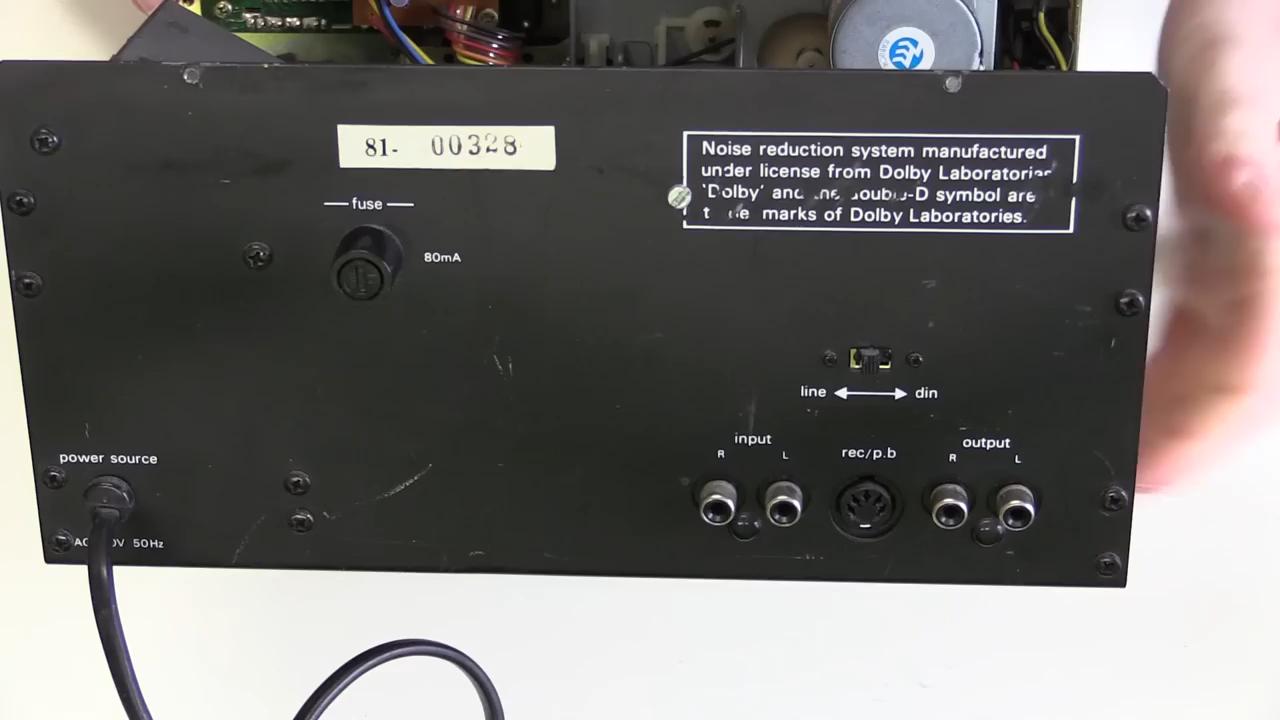 81- 00328
Noise reduction system manufactured
under license from Dolby Laboratories
'Dolby' and the double-D symbol are
marks of Dolby Laboratories.
fuse
80mA
line din
input
output
R L
rec/p.b
R L
power source
50Hz